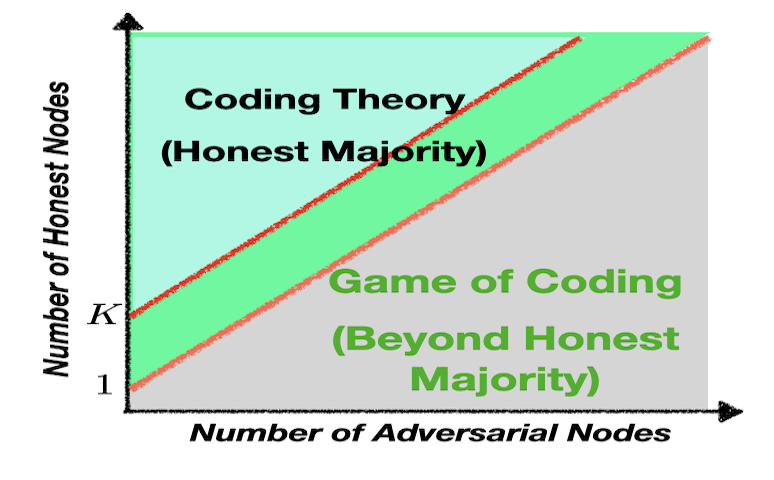 Coding Theory
(Honest Majority)
Number of Honest Nodes
K
1
Game of Coding
(Beyond Honest
Majority)
Number of Adversarial Nodes